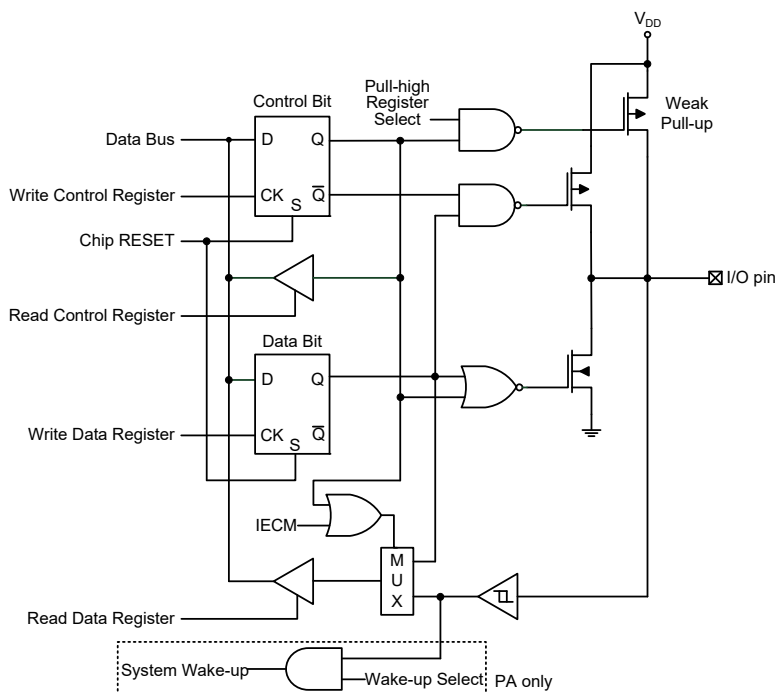 V_DD
Pull-high
Register
Select
Weak
Pull-up
Control Bit
Data Bus
D
Q
Write Control Register
CK
S
Q̅
Chip RESET
I/O pin
Read Control Register
Data Bit
D
Q
Write Data Register
CK
S
Q̅
IECM
M
U
X
Read Data Register
System Wake-up
Wake-up Select
PA only